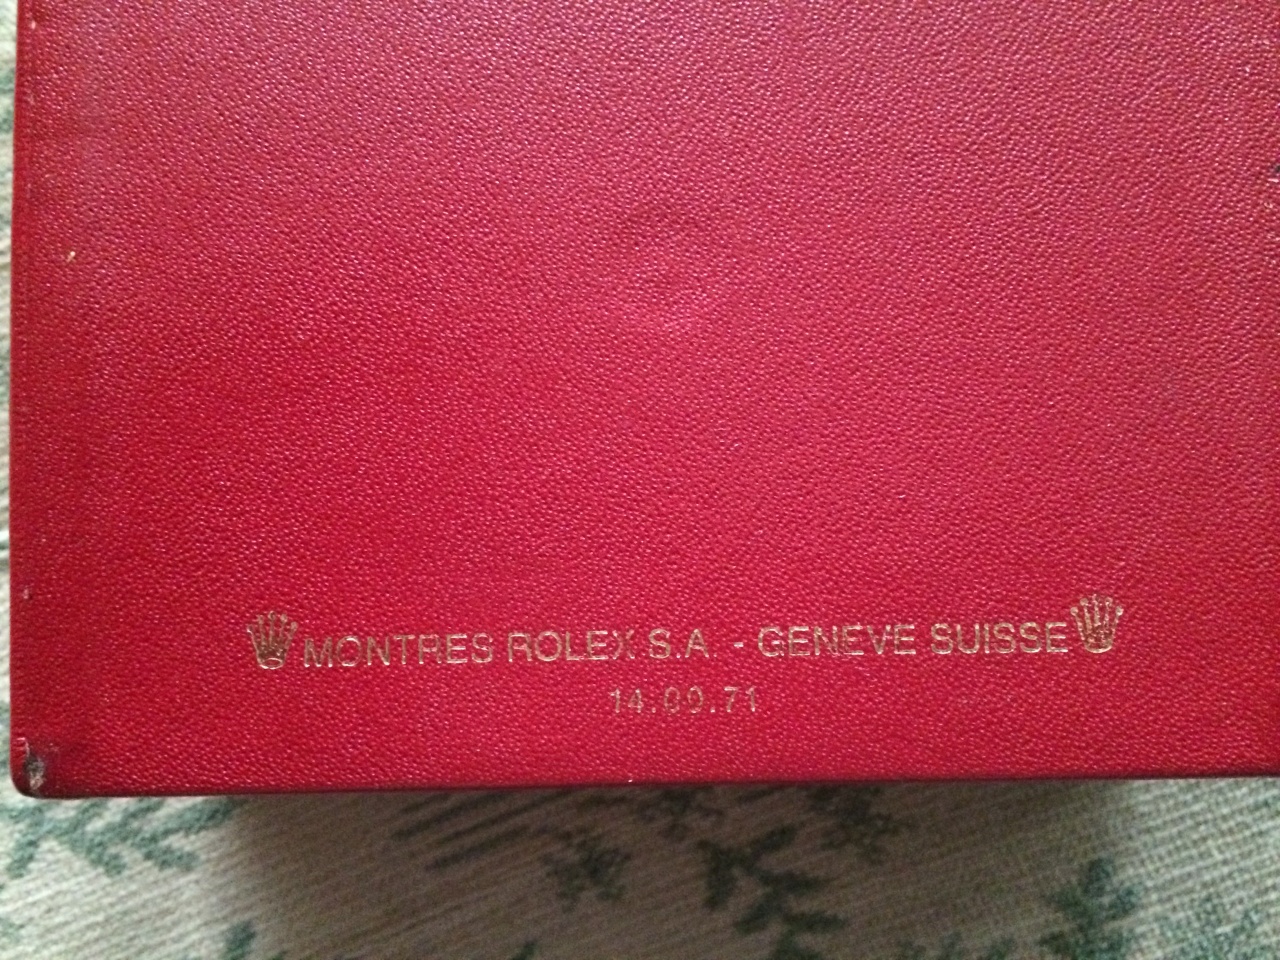 MONTRES ROLEX S.A. - GENEVE SUISSE
14.00.71